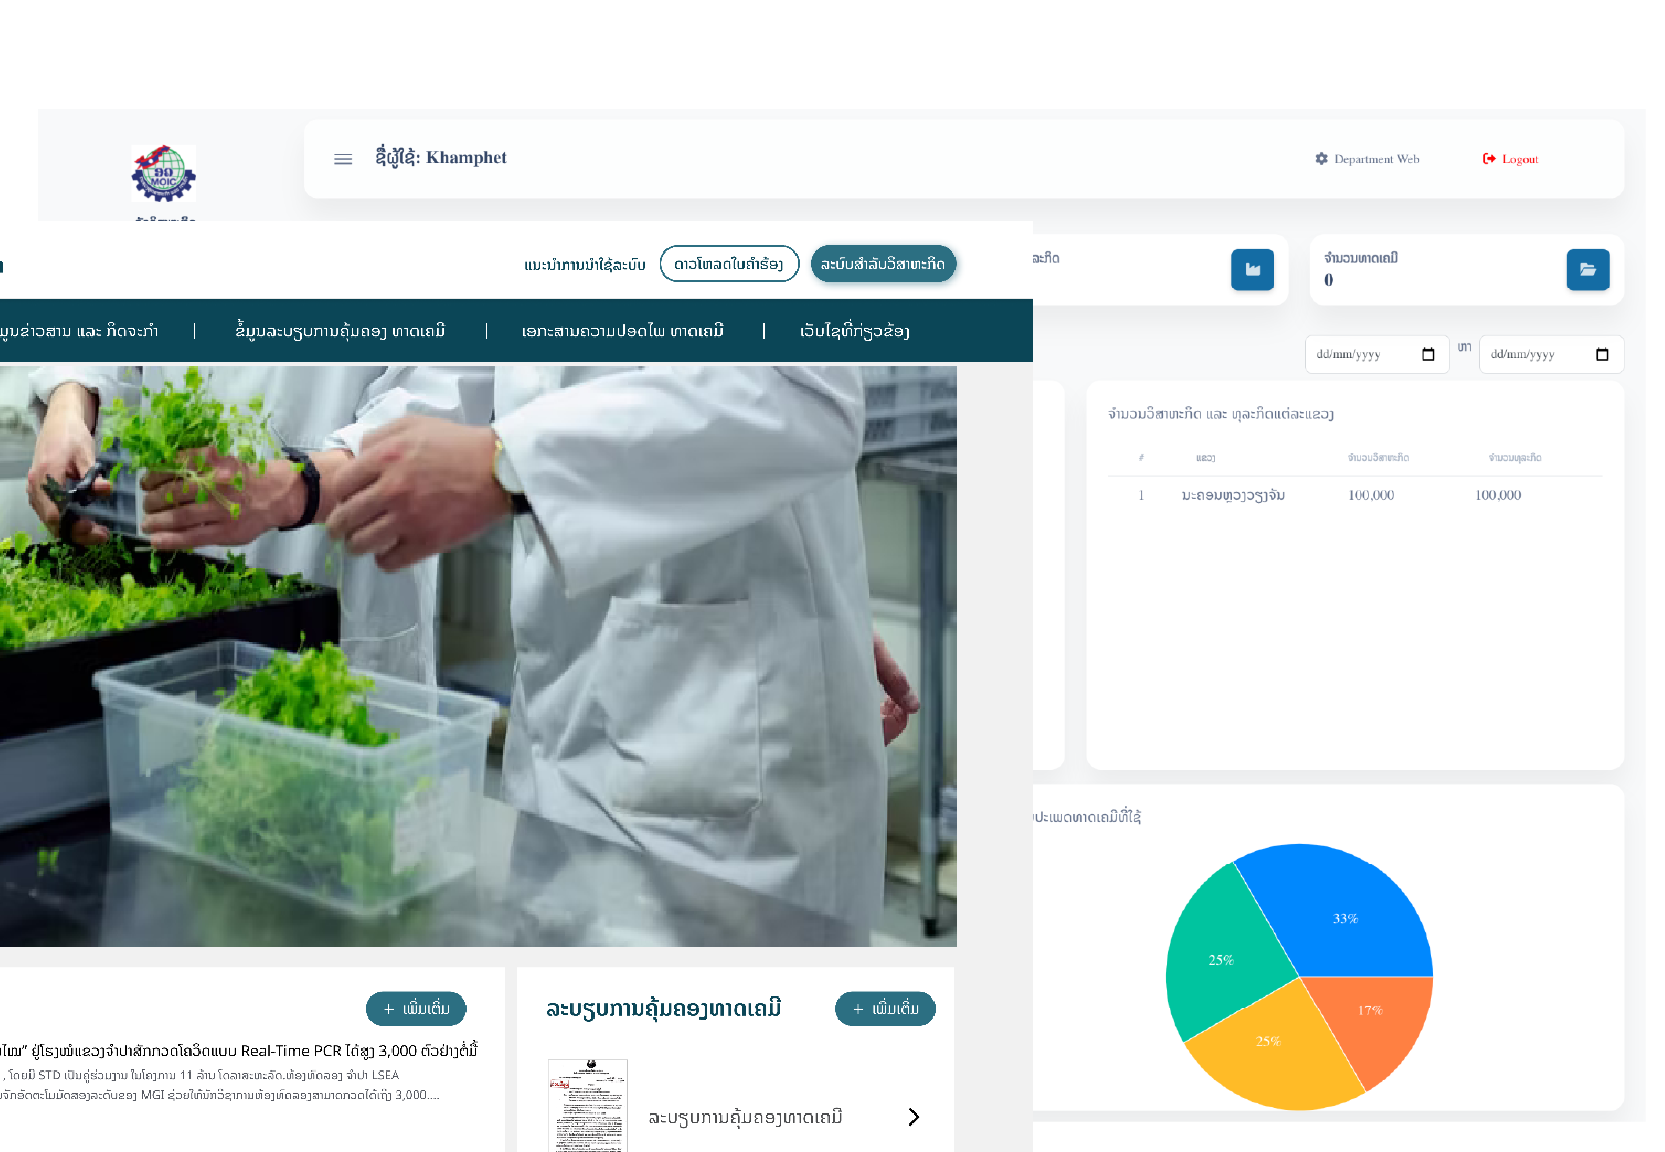 MOIC
ຊື່ຜູ້ໃຊ້: Khamphet
Department Web
Logout
ແນະນຳການນຳໃຊ້ລະບົບ
ດາວໂຫລດໃບຄຳຮ້ອງ
ລະບົບສຳລັບວິສາຫະກິດ
ຈຳນວນທາດເຄມີ
0
ມູນຂ່າວສານ ແລະ ກິດຈະກຳ
ຂໍ້ມູນລະບຽບການຄຸ້ມຄອງ ທາດເຄມີ
ເອກະສານຄວາມປອດໄພ ທາດເຄມີ
ເວັບໄຊທີ່ກ່ຽວຂ້ອງ
dd/mm/yyyy
ຫາ
dd/mm/yyyy
ຈຳນວນວິສາຫະກິດ ແລະ ທຸລະກິດແຕ່ລະແຂວງ
# ແຂວງ ຈຳນວນວິສາຫະກິດ ຈຳນວນທຸລະກິດ
1 ນະຄອນຫຼວງວຽງຈັນ 100,000 100,000
ປະເພດທາດເຄມີທີ່ໃຊ້
33%
25%
17%
25%
+ ເພີ່ມເຕີ່ມ
ລະບຽບການຄຸ້ມຄອງທາດເຄມີ
+ ເພີ່ມເຕີ່ມ
ຢູ່ໂຮງໝໍແຂວງຈຳປາສັກກວດໂຄວິດແບບ Real-Time PCR ໄດ້ສູງ 3,000 ຕົວຢ່າງຕໍ່ມື້
, ໂດຍມີ STD ເປັນຄູ່ຮ່ວມງານ ໃນໂຄງການ 11 ລ້ານ ໂດລາສະຫະລັດ.ຫ້ອງທົດລອງ ຈຳປາ LSEA
ຈັກອັດຕະໂນມັດສອງລະດັບຂອງ MGI ຊ່ວຍໃຫ້ນັກວິຊາການຫ້ອງທົດລອງສາມາດກວດໄດ້ເຖິງ 3,000....
ລະບຽບການຄຸ້ມຄອງທາດເຄມີ